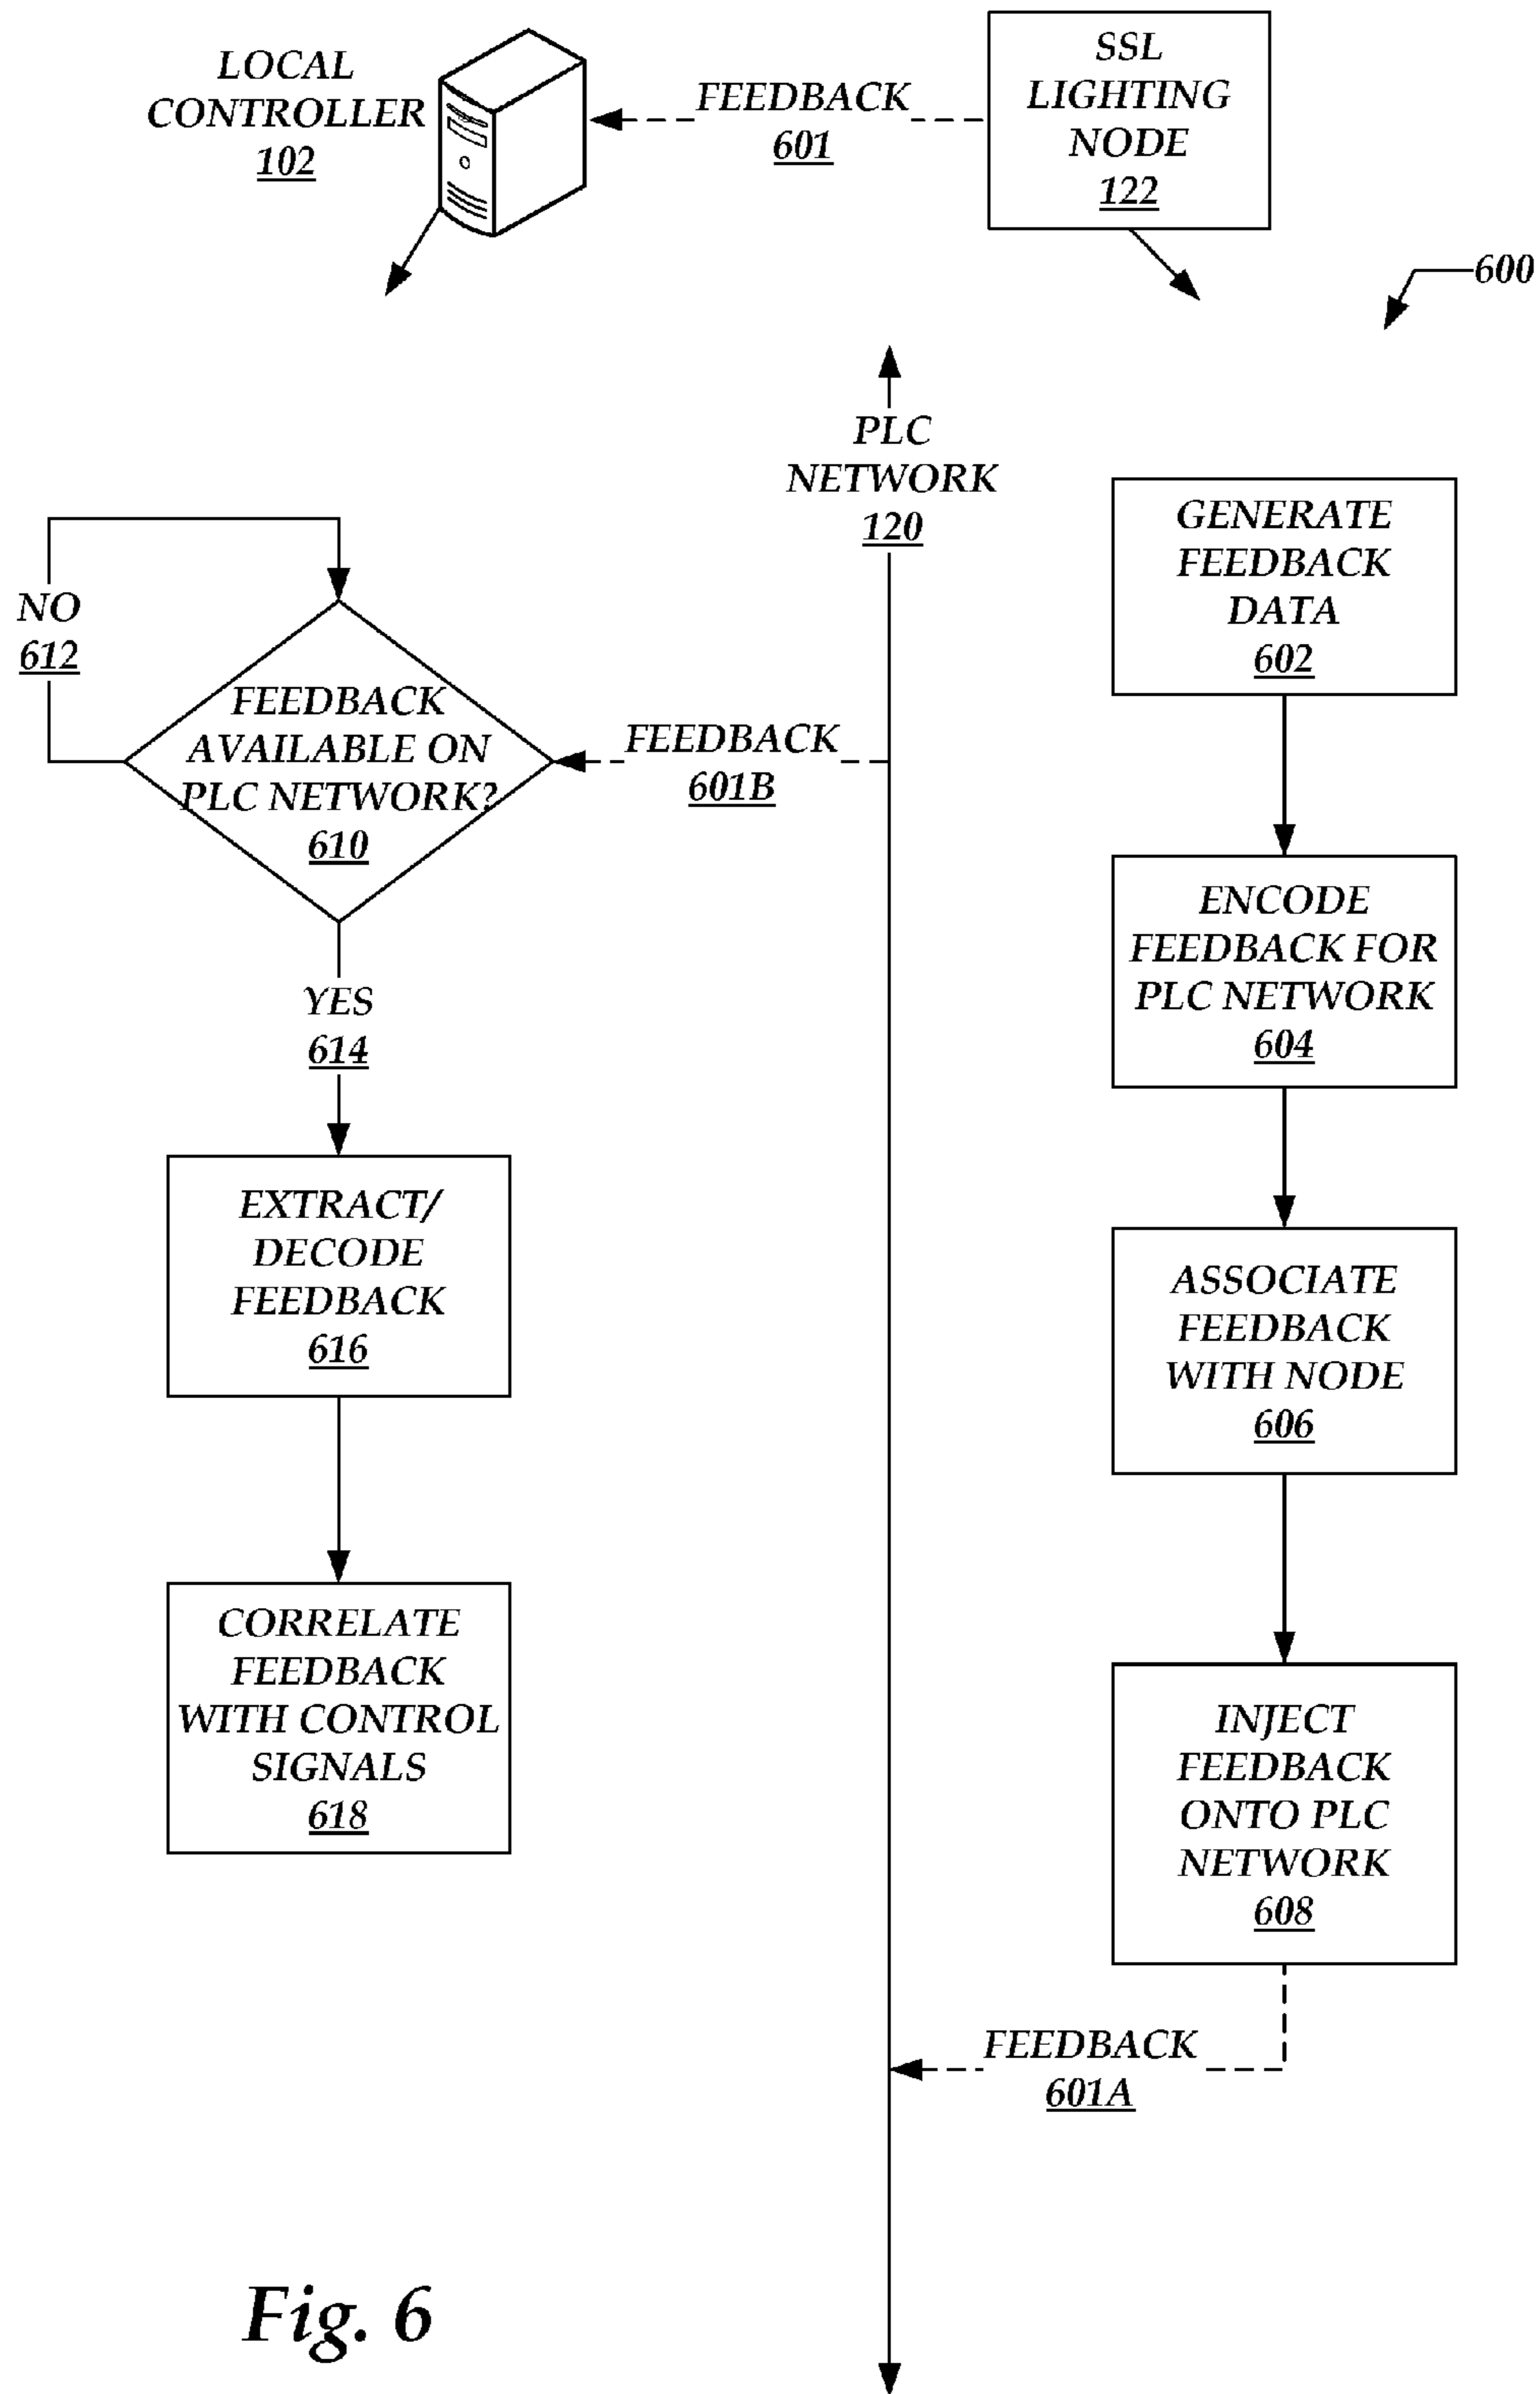 LOCAL
CONTROLLER
102
FEEDBACK
601
SSL
LIGHTING
NODE
122
600
PLC
NETWORK
120
NO
612
FEEDBACK
AVAILABLE ON
PLC NETWORK?
610
FEEDBACK
601B
YES
614
EXTRACT/
DECODE
FEEDBACK
616
CORRELATE
FEEDBACK
WITH CONTROL
SIGNALS
618
GENERATE
FEEDBACK
DATA
602
ENCODE
FEEDBACK FOR
PLC NETWORK
604
ASSOCIATE
FEEDBACK
WITH NODE
606
INJECT
FEEDBACK
ONTO PLC
NETWORK
608
FEEDBACK
601A
Fig. 6